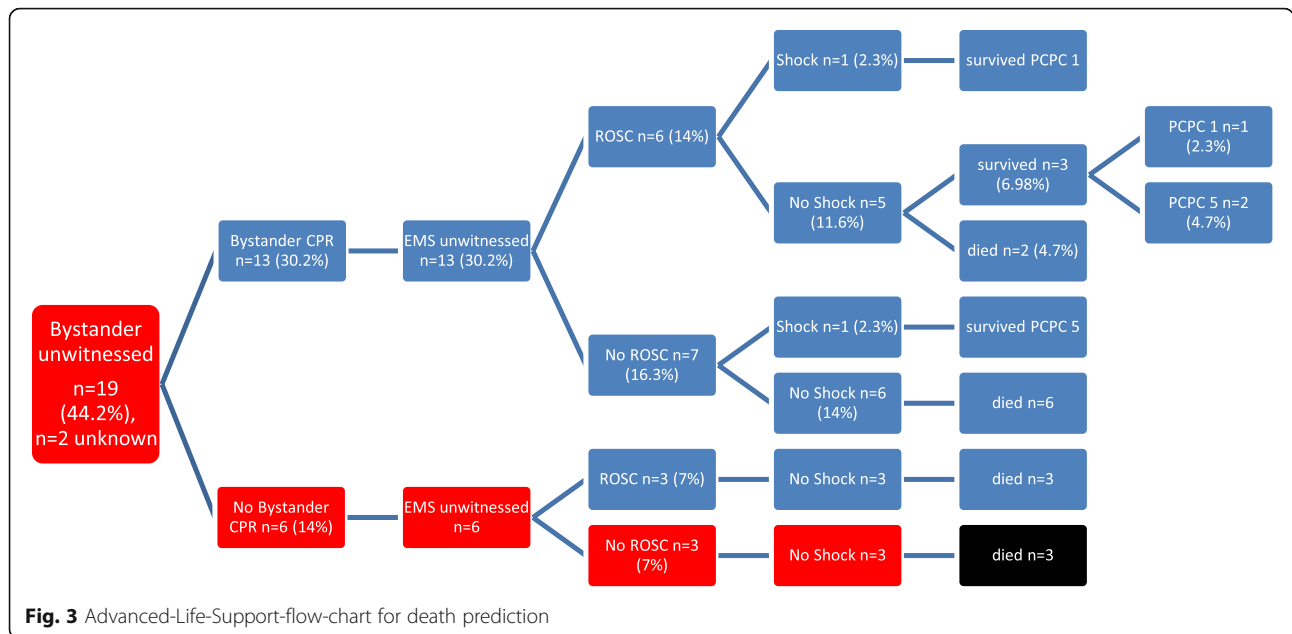 Bystander
unwitnessed
n=19
(44.2%),
n=2 unknown
Bystander CPR
n=13 (30.2%)
EMS unwitnessed
n=13 (30.2%)
ROSC n=6 (14%)
Shock n=1 (2.3%)
survived PCPC 1
No Shock n=5
(11.6%)
survived n=3
(6.98%)
PCPC 1 n=1
(2.3%)
PCPC 5 n=2
(4.7%)
died n=2 (4.7%)
No ROSC n=7
(16.3%)
Shock n=1 (2.3%)
survived PCPC 5
No Shock n=6
(14%)
died n=6
No Bystander
CPR n=6 (14%)
EMS unwitnessed
n=6
ROSC n=3 (7%)
No Shock n=3
died n=3
No ROSC n=3
(7%)
No Shock n=3
died n=3
Fig. 3 Advanced-Life-Support-flow-chart for death prediction